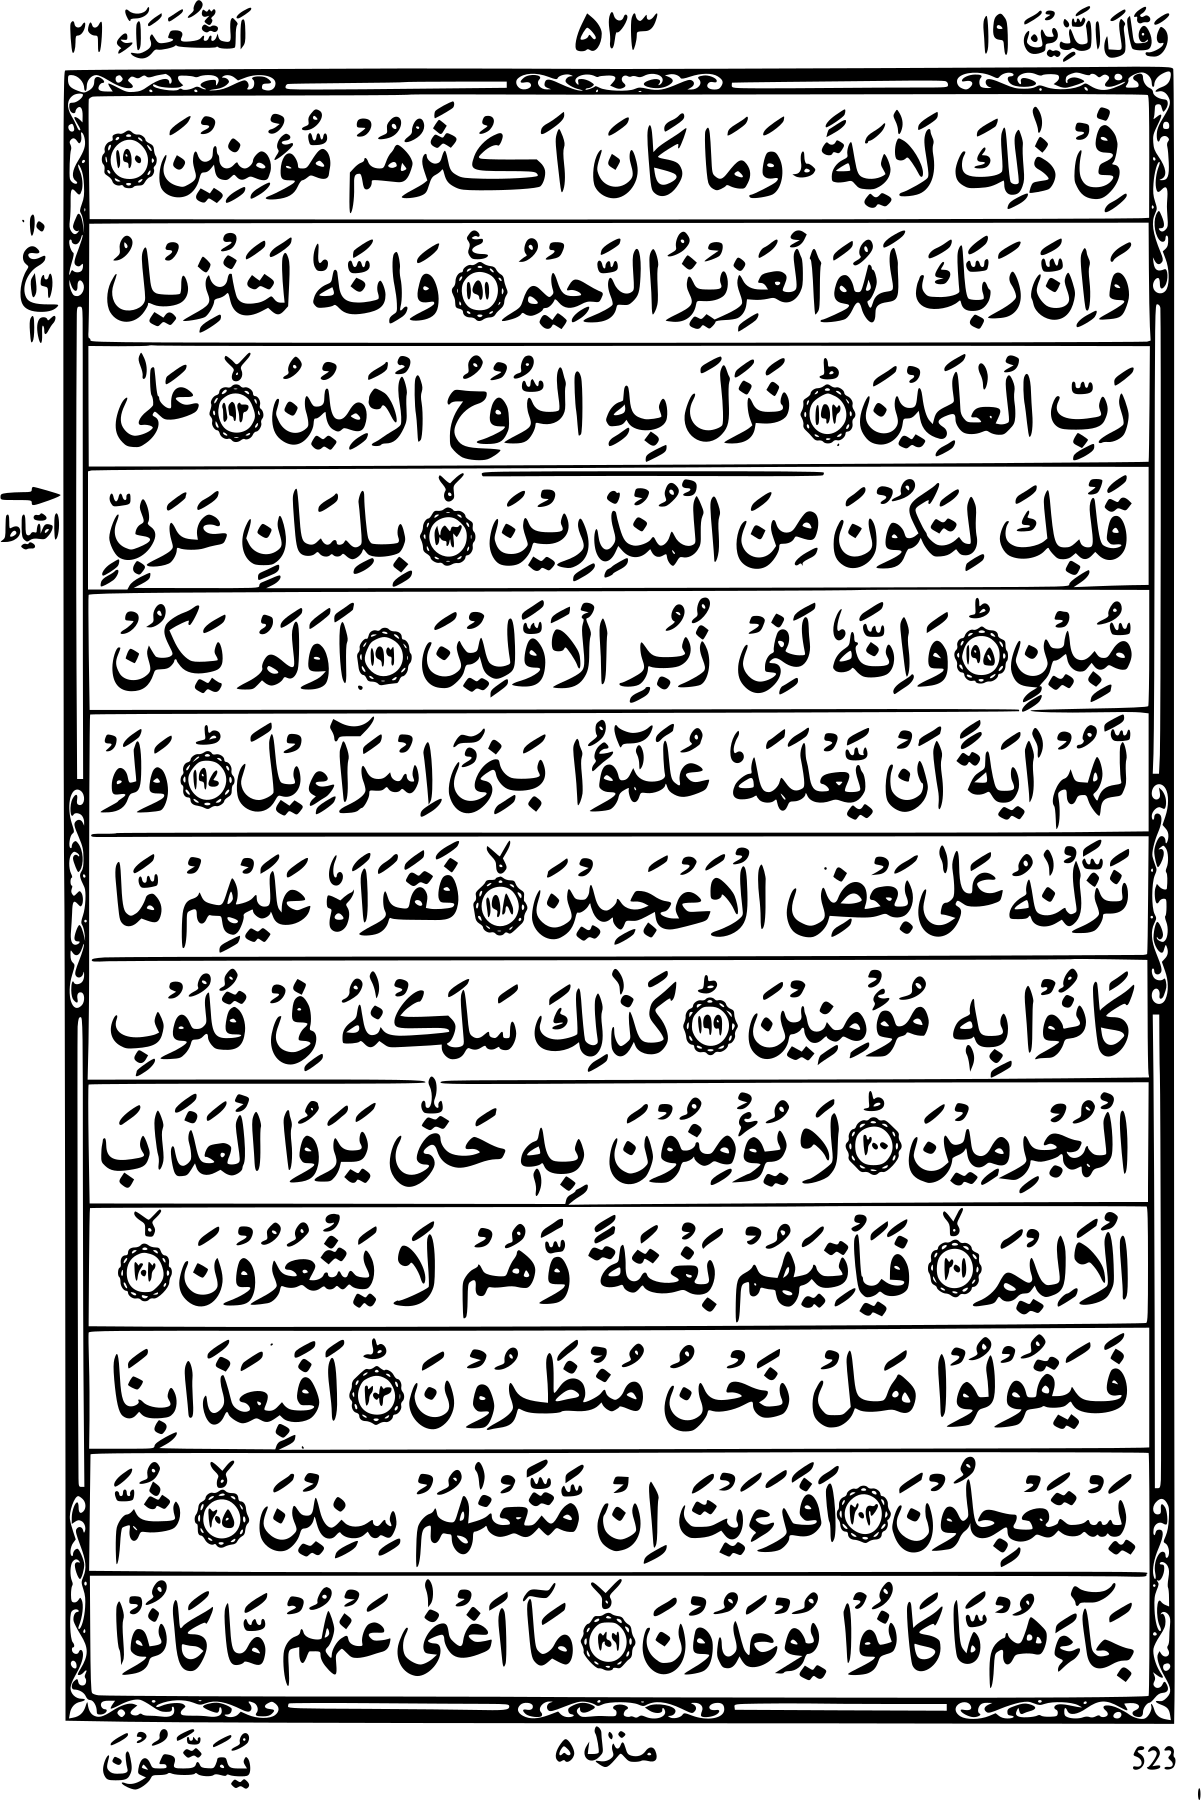 وَقَالَ الَّذِيْنَ ١٩ ٥٢٣ اَلشُّعَرَآء ٢٦
فِىْ ذٰلِكَ لَاٰيَةً ؕ وَمَا كَانَ اَكْثَرُهُمْ مُّؤْمِنِيْنَ ﴿١٩٠﴾
وَاِنَّ رَبَّكَ لَهُوَ الْعَزِيْزُ الرَّحِيْمُ ﴿١٩١﴾ ع وَاِنَّهٗ لَتَنْزِيْلُ
١٠
ع
١٦
١٤
رَبِّ الْعٰلَمِيْنَ ؕ ﴿١٩٢﴾ نَزَلَ بِهِ الرُّوْحُ الْاَمِيْنُ ۙ ﴿١٩٣﴾ عَلٰى
قَلْبِكَ لِتَكُوْنَ مِنَ الْمُنْذِرِيْنَ ۙ ﴿١٩٤﴾ بِلِسَانٍ عَرَبِىٍّ
احتیاط
مُّبِيْنٍ ؕ ﴿١٩٥﴾ وَاِنَّهٗ لَفِىْ زُبُرِ الْاَوَّلِيْنَ ﴿١٩٦﴾ اَوَلَمْ يَكُنْ
لَّهُمْ اٰيَةً اَنْ يَّعْلَمَهٗ عُلَمٰٓؤُا بَنِىْٓ اِسْرَآءِيْلَ ؕ ﴿١٩٧﴾ وَلَوْ
نَزَّلْنٰهُ عَلٰى بَعْضِ الْاَعْجَمِيْنَ ۙ ﴿١٩٨﴾ فَقَرَاَهٗ عَلَيْهِمْ مَّا
كَانُوْا بِهٖ مُؤْمِنِيْنَ ؕ ﴿١٩٩﴾ كَذٰلِكَ سَلَكْنٰهُ فِىْ قُلُوْبِ
الْمُجْرِمِيْنَ ؕ ﴿٢٠٠﴾ لَا يُؤْمِنُوْنَ بِهٖ حَتّٰى يَرَوُا الْعَذَابَ
الْاَلِيْمَ ۙ ﴿٢٠١﴾ فَيَاْتِيَهُمْ بَغْتَةً وَّهُمْ لَا يَشْعُرُوْنَ ۙ ﴿٢٠٢﴾
فَيَقُوْلُوْا هَلْ نَحْنُ مُنْظَرُوْنَ ؕ ﴿٢٠٣﴾ اَفَبِعَذَابِنَا
يَسْتَعْجِلُوْنَ ﴿٢٠٤﴾ اَفَرَءَيْتَ اِنْ مَّتَّعْنٰهُمْ سِنِيْنَ ۙ ﴿٢٠٥﴾ ثُمَّ
جَآءَهُمْ مَّا كَانُوْا يُوْعَدُوْنَ ۙ ﴿٢٠٦﴾ مَآ اَغْنٰى عَنْهُمْ مَّا كَانُوْا
523 منزل ٥ يُمَتَّعُوْنَ